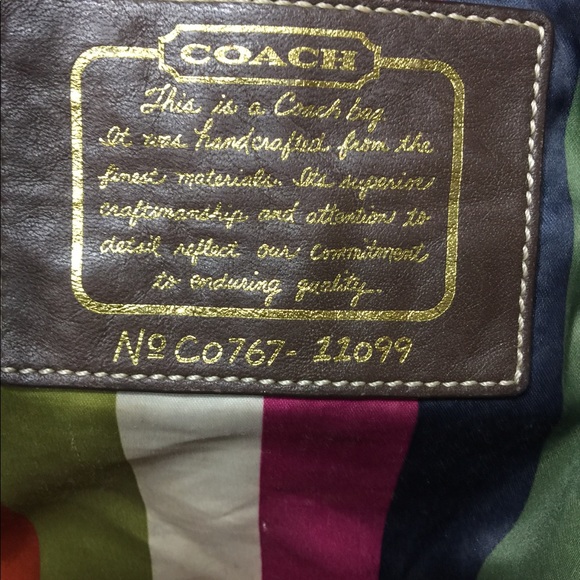 COACH
This is a Coach bag.
It was handcrafted from the
finest materials. Its superior
craftsmanship and attention to
detail reflect our commitment
to enduring quality.
Nº C0767-11099